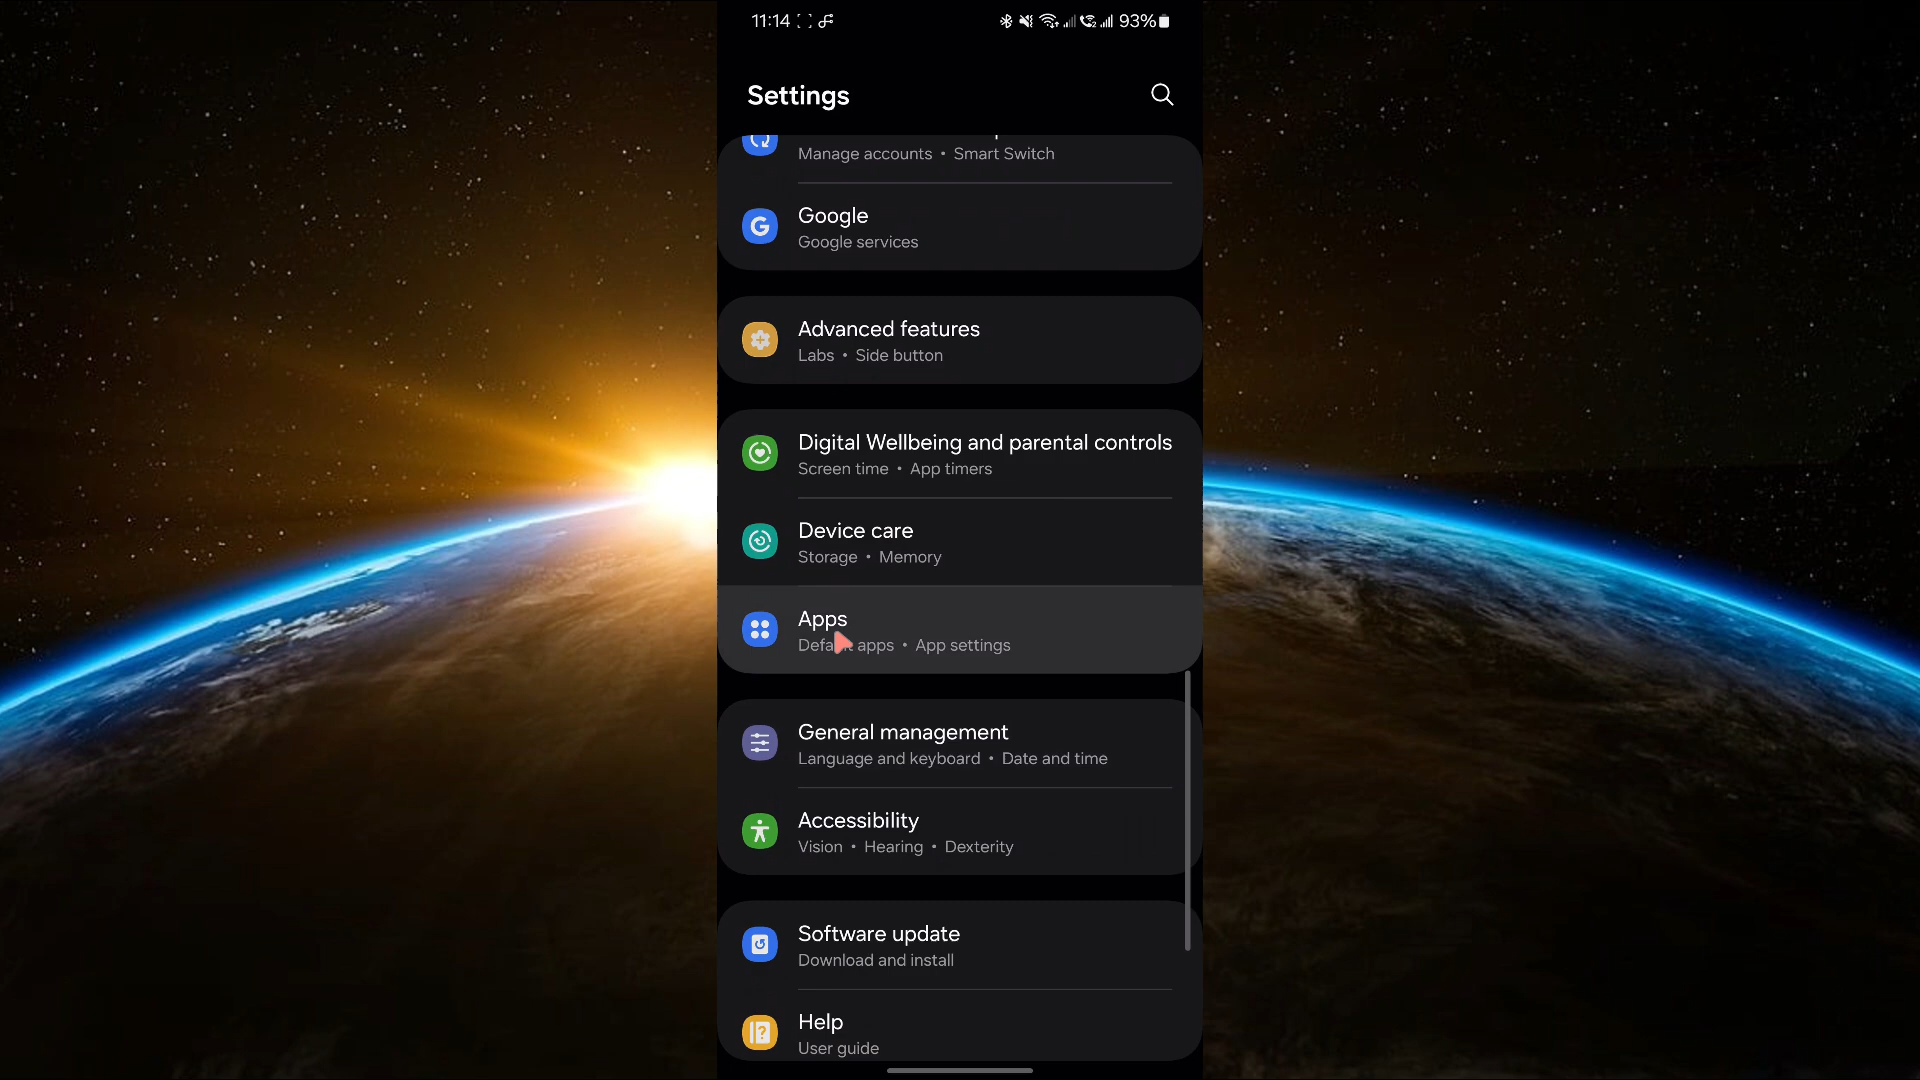 11:14 93%
Settings
Manage accounts • Smart Switch
Google
Google services
Advanced features
Labs • Side button
Digital Wellbeing and parental controls
Screen time • App timers
Device care
Storage • Memory
Apps
Default apps • App settings
General management
Language and keyboard • Date and time
Accessibility
Vision • Hearing • Dexterity
Software update
Download and install
Help
User guide